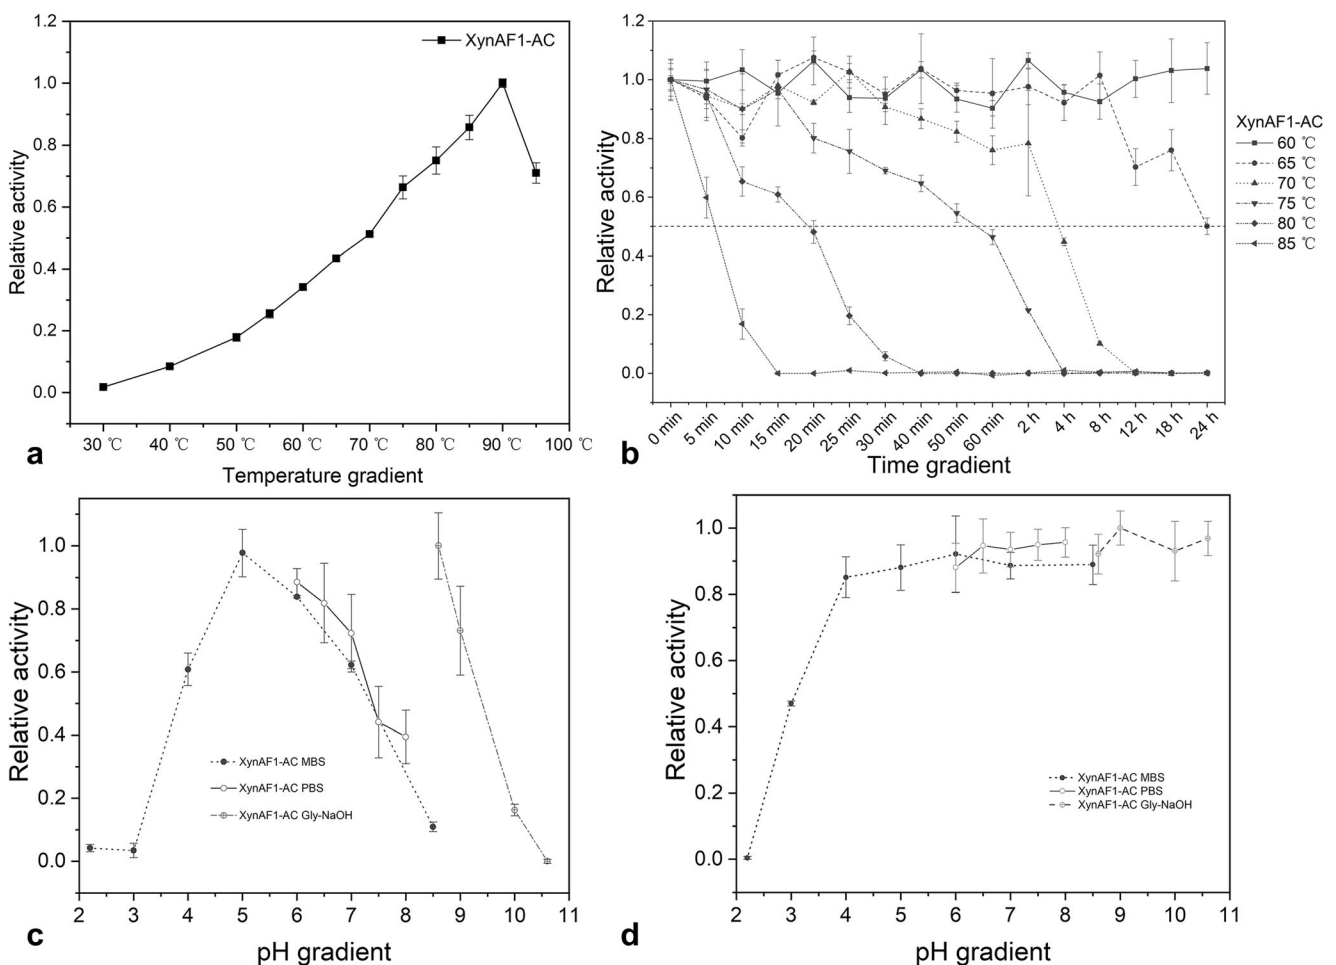 1.2
1.0
0.8
0.6
0.4
0.2
0.0
Relative activity
XynAF1-AC
30 ℃ 40 ℃ 50 ℃ 60 ℃ 70 ℃ 80 ℃ 90 ℃ 100 ℃
Temperature gradient
a
1.2
1.0
0.8
0.6
0.4
0.2
0.0
Relative activity
XynAF1-AC
60 ℃
65 ℃
70 ℃
75 ℃
80 ℃
85 ℃
0 min 5 min 10 min 15 min 20 min 25 min 30 min 40 min 50 min 60 min 2 h 4 h 8 h 12 h 18 h 24 h
Time gradient
b
1.0
0.8
0.6
0.4
0.2
0.0
Relative activity
XynAF1-AC MBS
XynAF1-AC PBS
XynAF1-AC Gly-NaOH
2 3 4 5 6 7 8 9 10 11
pH gradient
c
1.0
0.8
0.6
0.4
0.2
0.0
Relative activity
XynAF1-AC MBS
XynAF1-AC PBS
XynAF1-AC Gly-NaOH
2 3 4 5 6 7 8 9 10 11
pH gradient
d